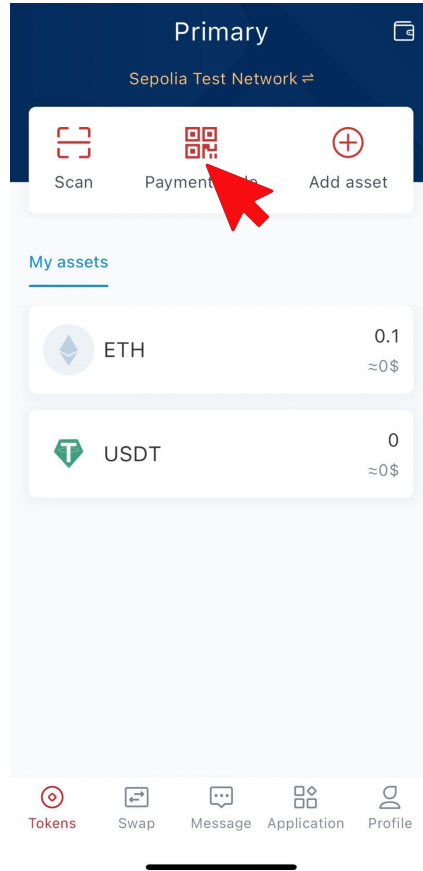 Primary
Sepolia Test Network
Scan
Payment
Add asset
My assets
ETH
0.1
≈0$
USDT
0
≈0$
Tokens
Swap
Message
Application
Profile